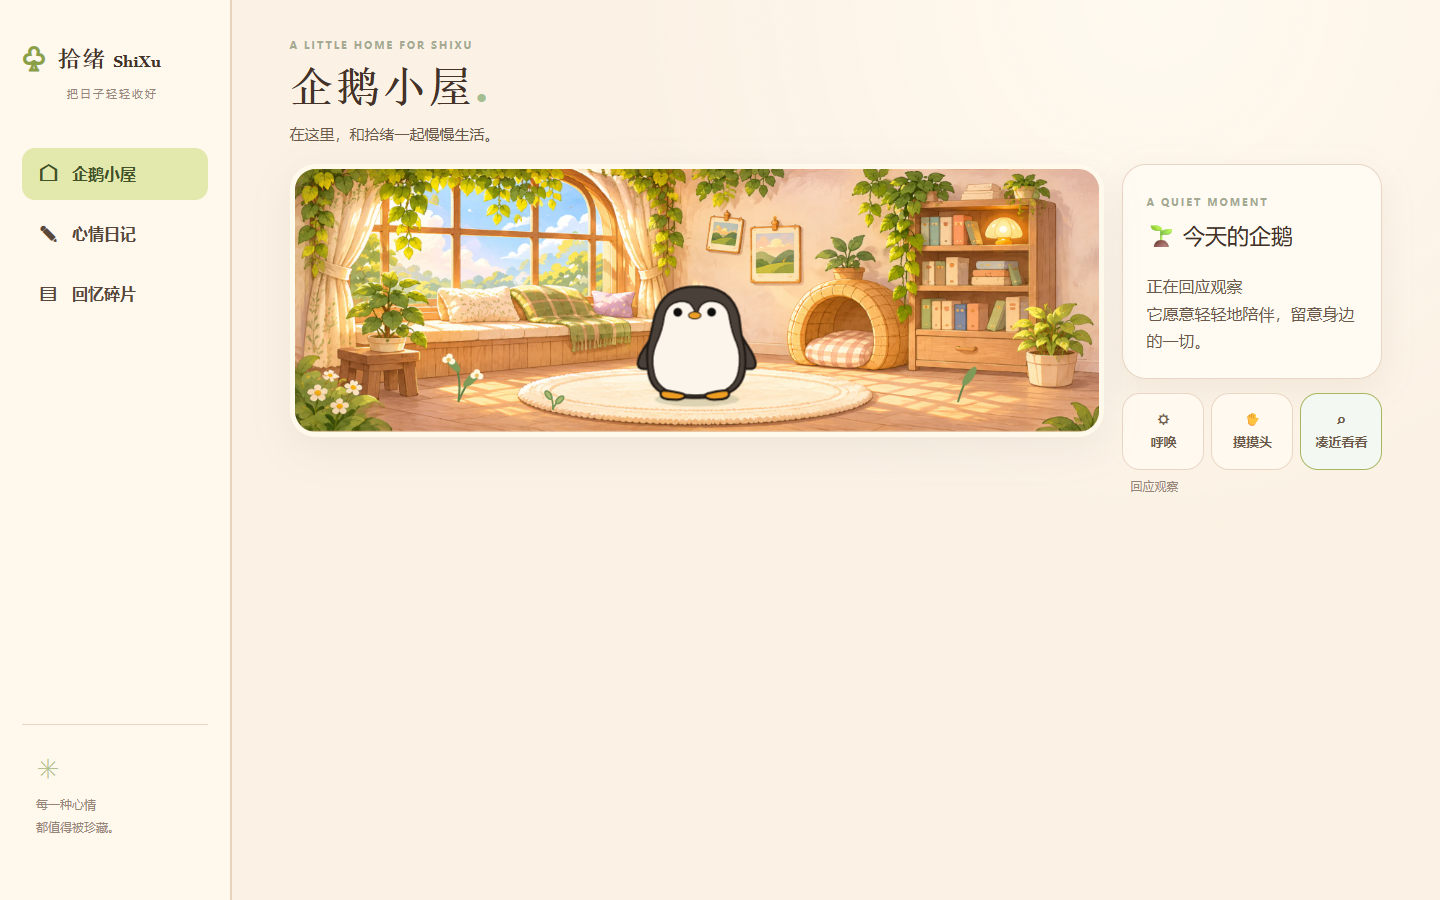 拾绪 ShiXu
把日子轻轻收好
企鹅小屋
心情日记
回忆碎片
每一种心情
都值得被珍藏。
A LITTLE HOME FOR SHIXU
企鹅小屋.
在这里，和拾绪一起慢慢生活。
A QUIET MOMENT
今天的企鹅
正在回应观察
它愿意轻轻地陪伴，留意身边
的一切。
呼唤
摸摸头
凑近看看
回应观察